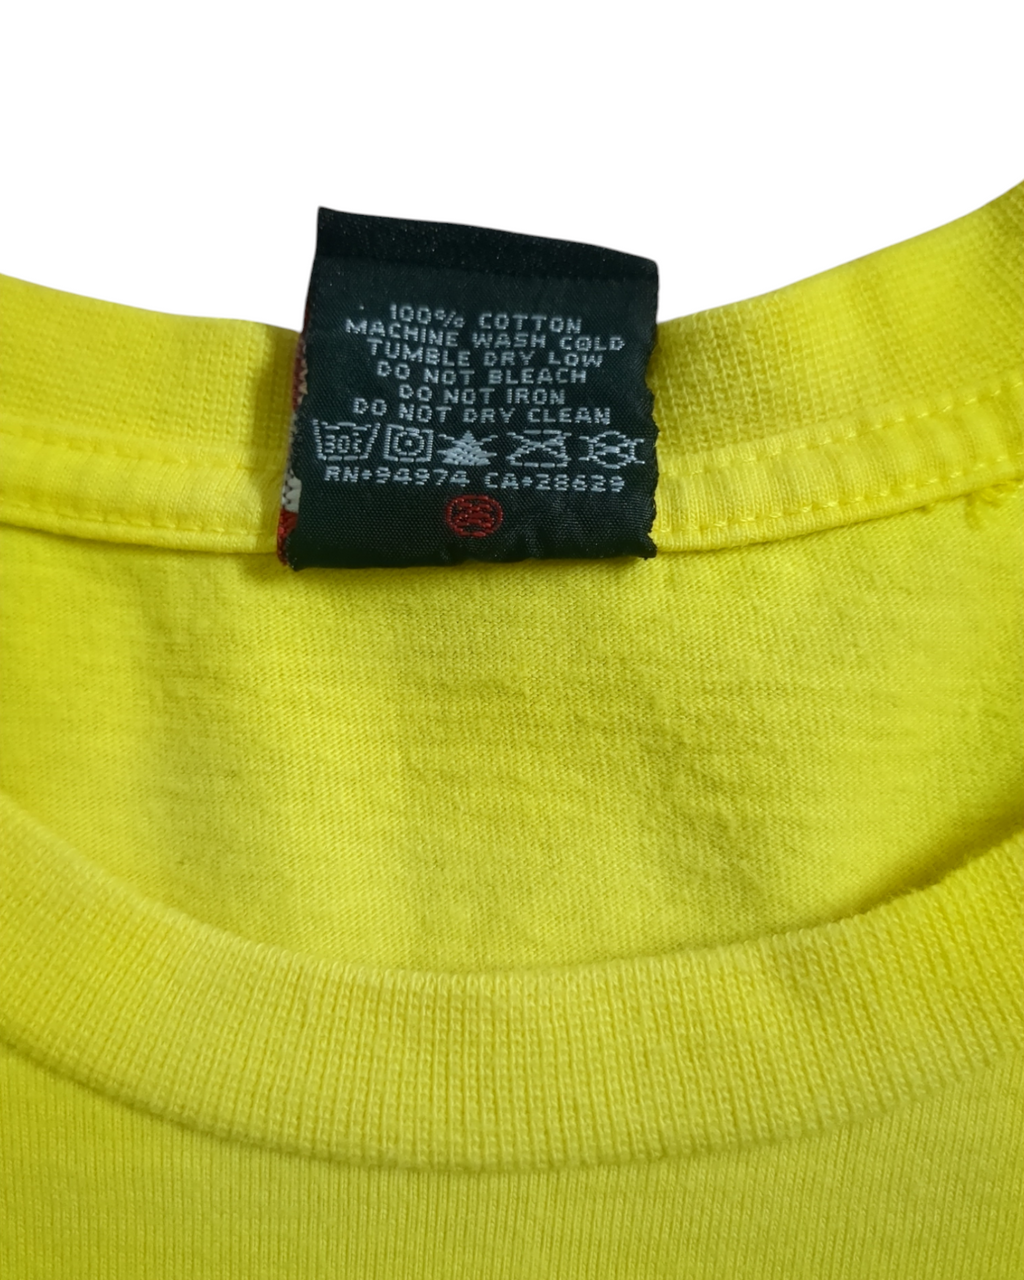 100% COTTON
MACHINE WASH COLD
TUMBLE DRY LOW
DO NOT BLEACH
DO NOT IRON
DO NOT DRY CLEAN
30c
RN•94974 CA•28629